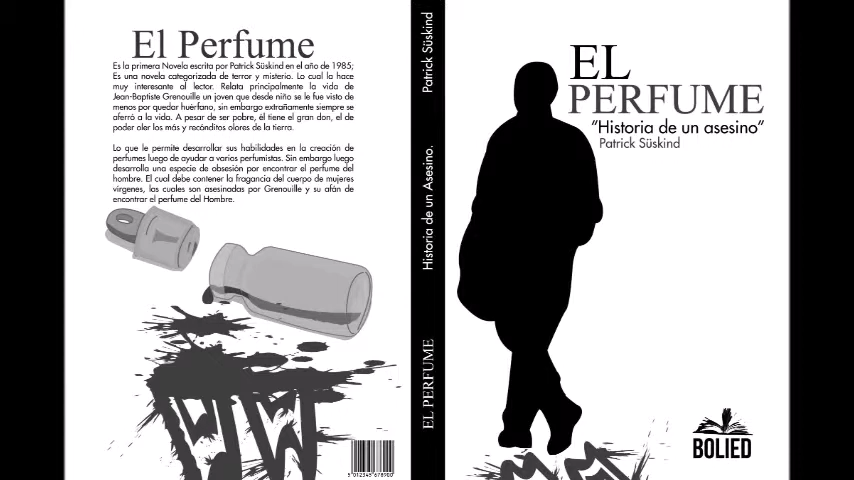 El Perfume
Es la primera Novela escrita por Patrick Süskind en el año de 1985;
Es una novela categorizada de terror y misterio. Lo cual la hace
muy interesante al lector. Relata principalmente la vida de
Jean-Baptiste Grenouille un joven que desde niño se le fue visto de
menos por quedar huérfano, sin embargo extrañamente siempre se
aferró a la vida. A pesar de ser pobre, él tiene el gran don, el de
poder oler los más y recónditos olores de la tierra.
Lo que le permite desarrollar sus habilidades en la creación de
perfumes luego de ayudar a varios perfumistas. Sin embargo luego
desarrolla una especie de obsesión por encontrar el perfume del
hombre. El cual debe contener la fragancia del cuerpo de mujeres
vírgenes, las cuales son asesinadas por Grenouille y su afán de
encontrar el perfume del Hombre.
5 012345 678900
Patrick Süskind
Historia de un Asesino.
EL PERFUME
EL
PERFUME
"Historia de un asesino"
Patrick Süskind
BOLIED